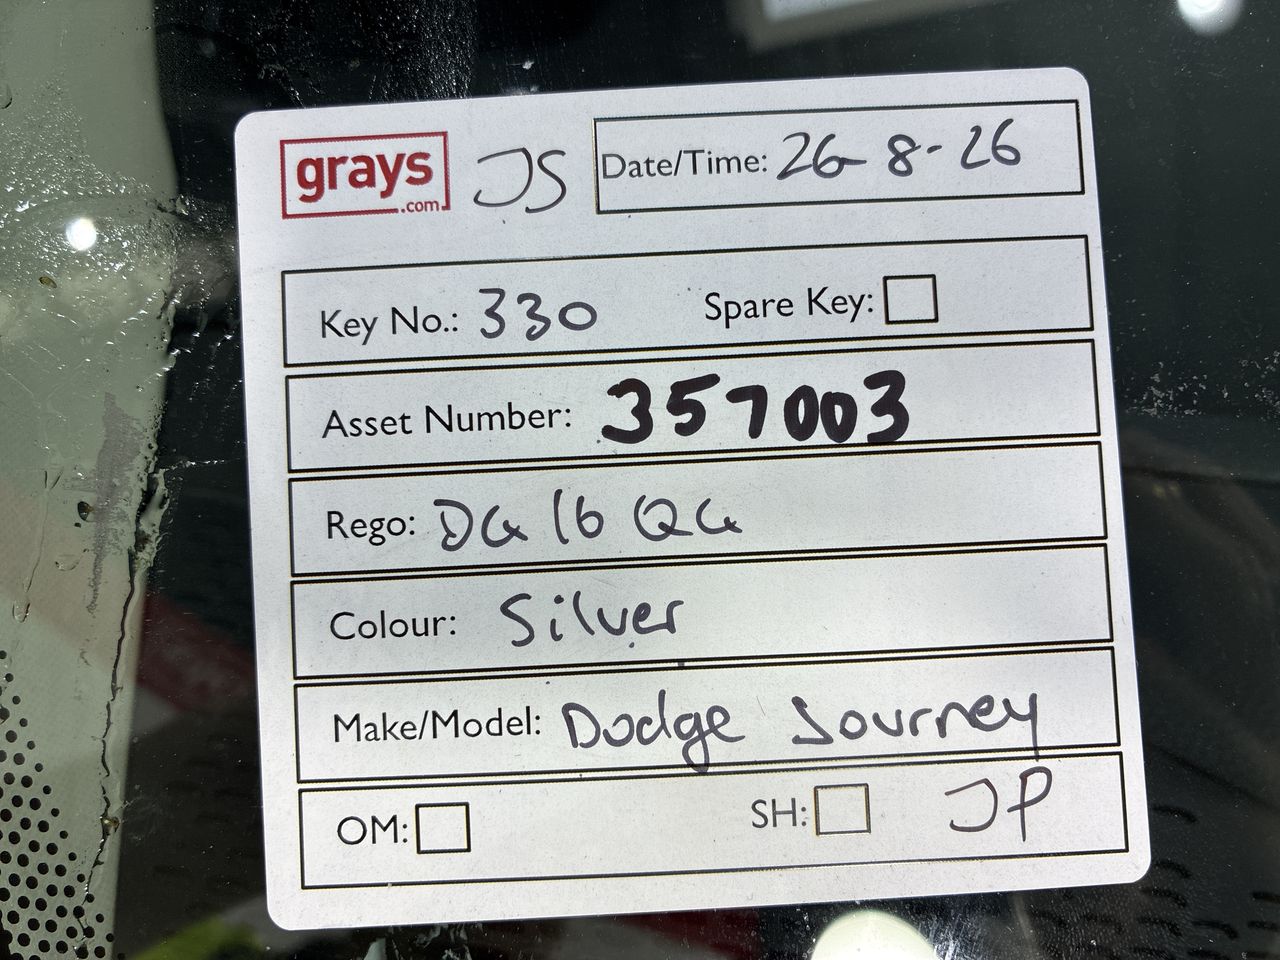 grays
.com
JS
Date/Time: 26-8-26
Key No.: 330 Spare Key:
Asset Number: 357003
Rego: DG 16 QG
Colour: Silver
Make/Model: Dodge Journey
OM: SH: JP